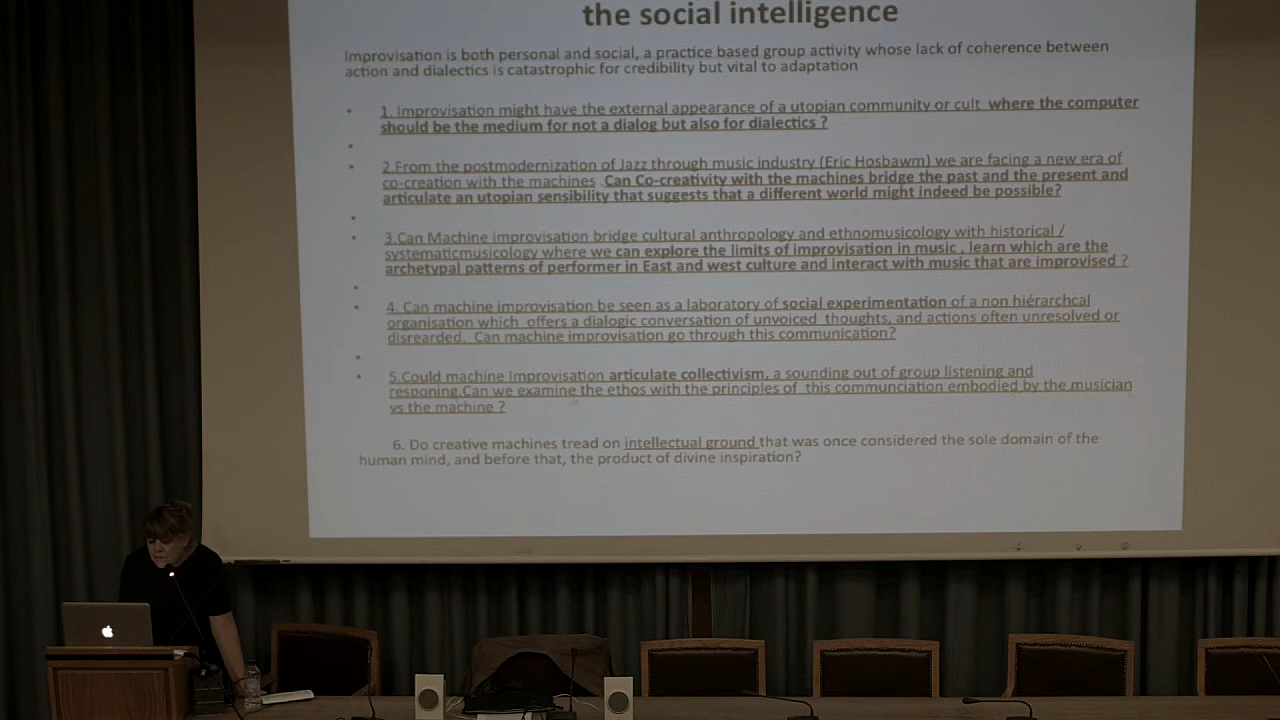 the social intelligence
Improvisation is both personal and social, a practice based group activity whose lack of coherence between
action and dialectics is catastrophic for credibility but vital to adaptation
• 1. Improvisation might have the external appearance of a utopian community or cult where the computer
should be the medium for not a dialog but also for dialectics ?
•
• 2.From the postmodernization of Jazz through music industry (Eric Hosbawm) we are facing a new era of
co-creation with the machines .Can Co-creativity with the machines bridge the past and the present and
articulate an utopian sensibility that suggests that a different world might indeed be possible?
•
• 3.Can Machine improvisation bridge cultural anthropology and ethnomusicology with historical /
systematicmusicology where we can explore the limits of improvisation in music , learn which are the
archetypal patterns of performer in East and west culture and interact with music that are improvised ?
•
• 4. Can machine improvisation be seen as a laboratory of social experimentation of a non hiérarchcal
organisation which offers a dialogic conversation of unvoiced thoughts, and actions often unresolved or
disrearded. Can machine improvisation go through this communication?
•
• 5.Could machine Improvisation articulate collectivism, a sounding out of group listening and
responing.Can we examine the ethos with the principles of this communciation embodied by the musician
vs the machine ?
6. Do creative machines tread on intellectual ground that was once considered the sole domain of the
human mind, and before that, the product of divine inspiration?